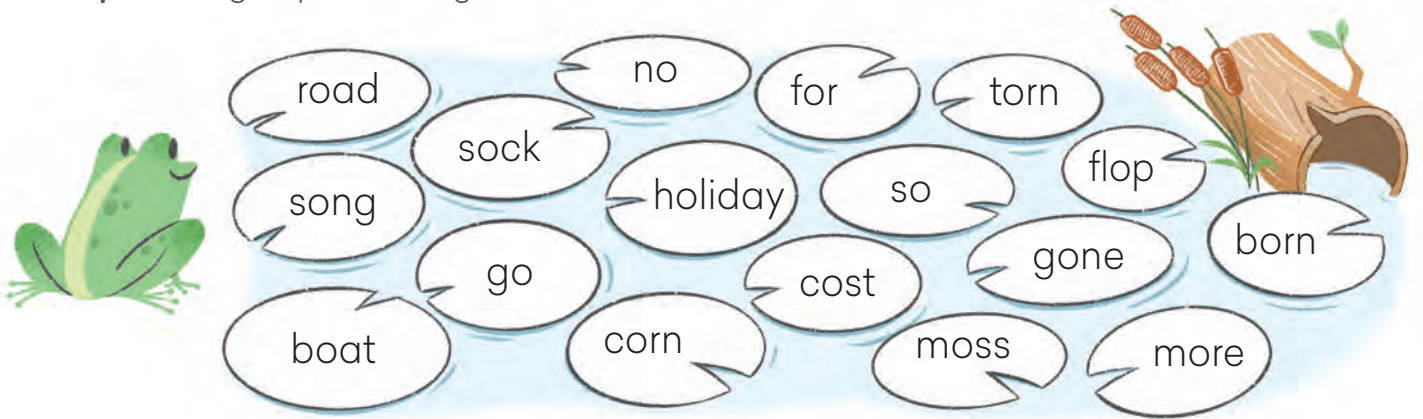 road
no
for
torn
sock
flop
song
holiday
so
born
go
cost
gone
boat
corn
moss
more